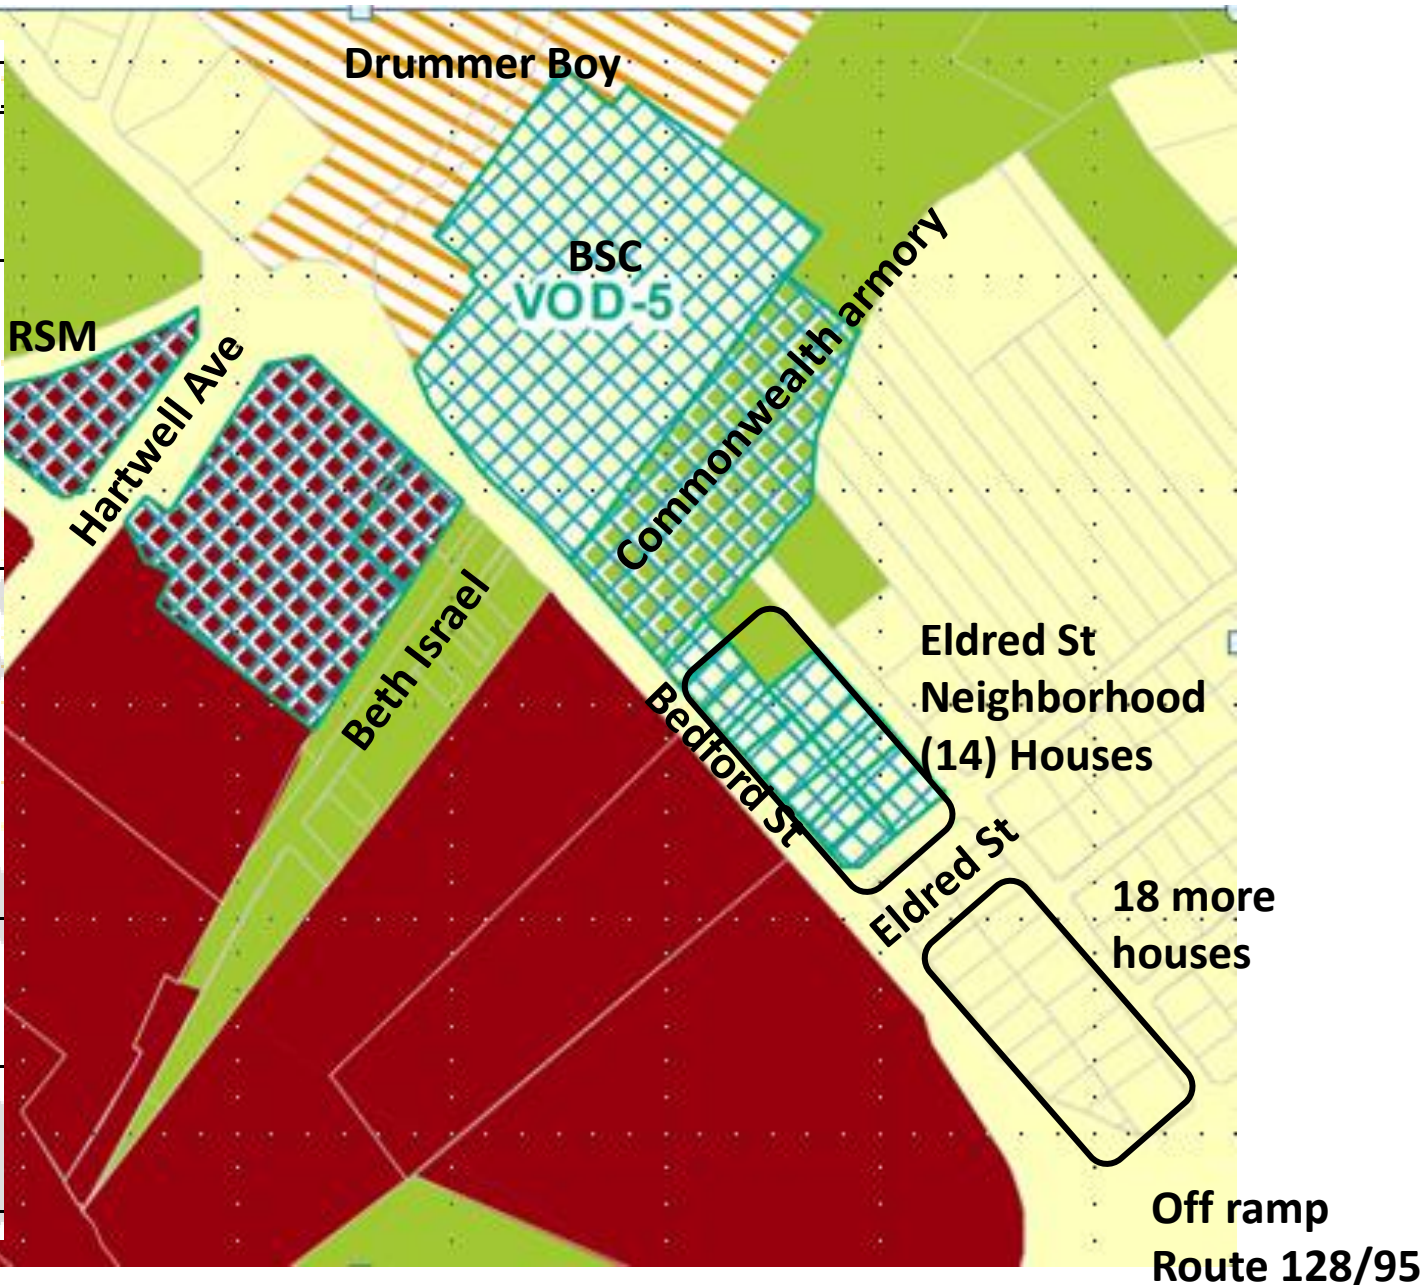 Drummer Boy
BSC
VOD-5
Commonwealth armory
RSM
Hartwell Ave
Beth Israel
Bedford St
Eldred St
Neighborhood
(14) Houses
Eldred St
18 more
houses
Off ramp
Route 128/95